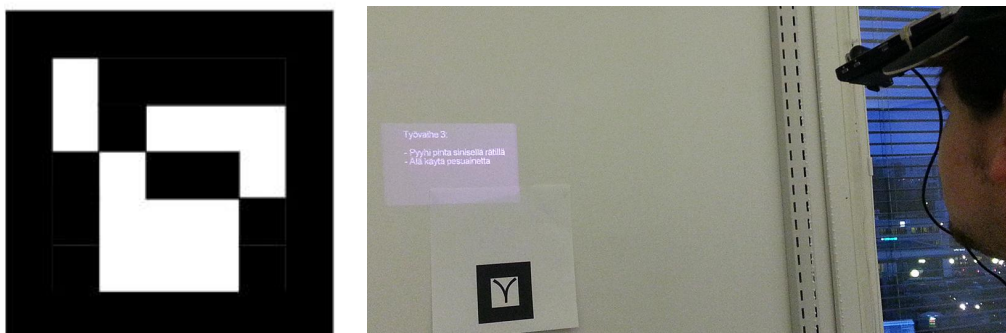 Työvaihe 3:
- Pyyhi pinta sinisellä rätillä
- Älä käytä pesuainetta
Y